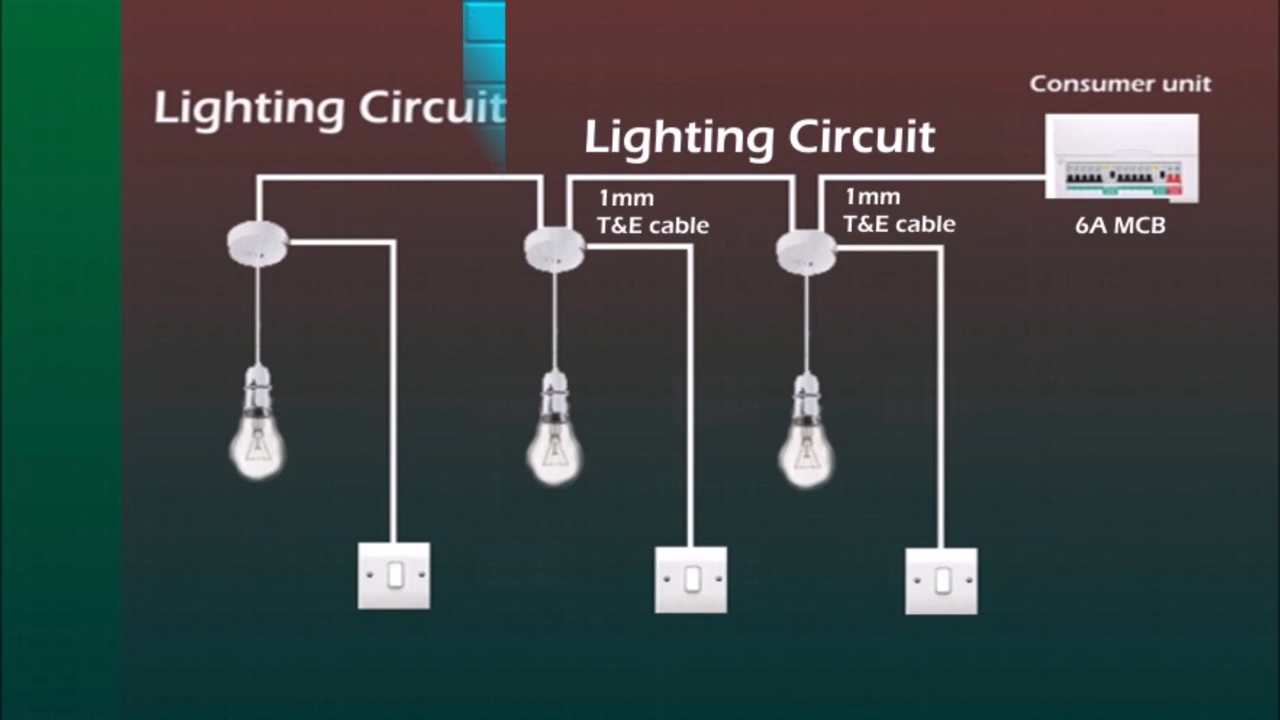 Consumer unit
Lighting Circuit
Lighting Circuit
1mm
T&E cable
1mm
T&E cable
6A MCB